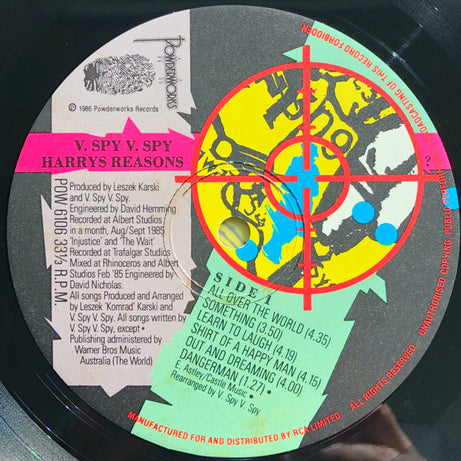 POWDERWORKS
℗ 1986 Powderworks Records
V. SPY V. SPY
HARRYS REASONS
?
POW 6106 33⅓ R.P.M.
Produced by Leszek Karski
and V. Spy V. Spy.
Engineered by David Hemming
Recorded at Albert Studios
in a month, Aug/Sept 1985
'Injustice' and 'The Wait'
Recorded at Trafalgar Studios
Mixed at Rhinoceros and Albert
Studios Feb '85 Engineered by
David Nicholas.
All songs Produced and Arranged
by Leszek 'Komrad' Karski and
V. Spy V. Spy. All songs written
by V. Spy V. Spy, except •
Publishing administered by
Warner Bros Music
Australia (The World)
SIDE 1
ALL OVER THE WORLD (4.35)
SOMETHING (3.50)
LEARN TO LAUGH (4.19)
SHIRT OF A HAPPY MAN (4.15)
OUT AND DREAMING (4.00)
DANGERMAN (1.27) •
E. Astley/Castle Music •
Rearranged by V. Spy V. Spy
MANUFACTURED FOR AND DISTRIBUTED BY RCA LIMITED. ALL RIGHTS RESERVED. UNAUTHORISED COPYING, PUBLIC PERFORMANCE BROADCASTING OF THIS RECORD FORBIDDEN